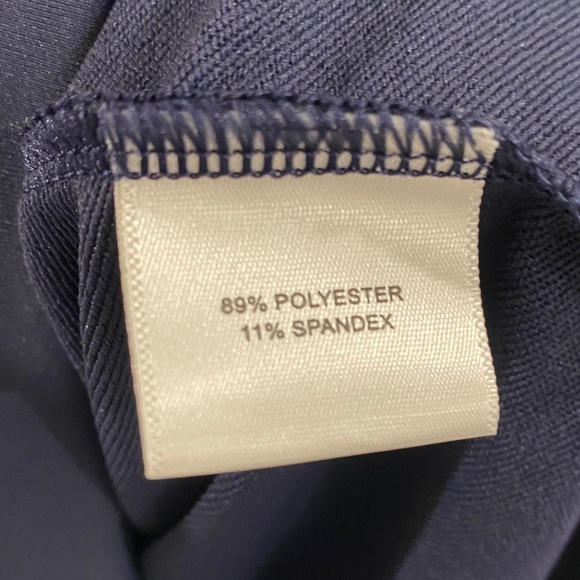 89% POLYESTER
11% SPANDEX